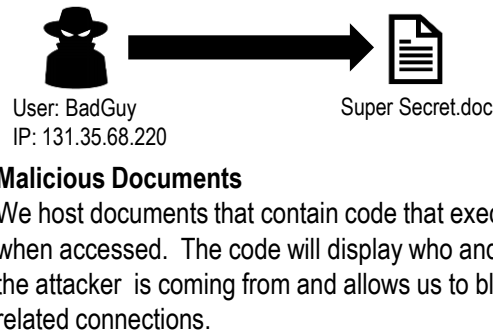 User: BadGuy
IP: 131.35.68.220
Super Secret.doc
Malicious Documents
We host documents that contain code that exec
when accessed. The code will display who and
the attacker is coming from and allows us to bl
related connections.